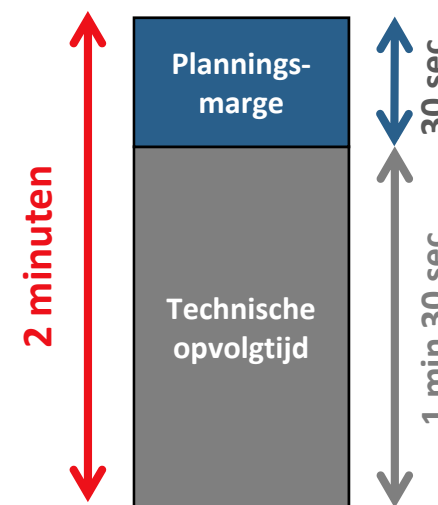 Plannings-
marge
30 sec
2 minuten
Technische
opvolgtijd
1 min 30 sec